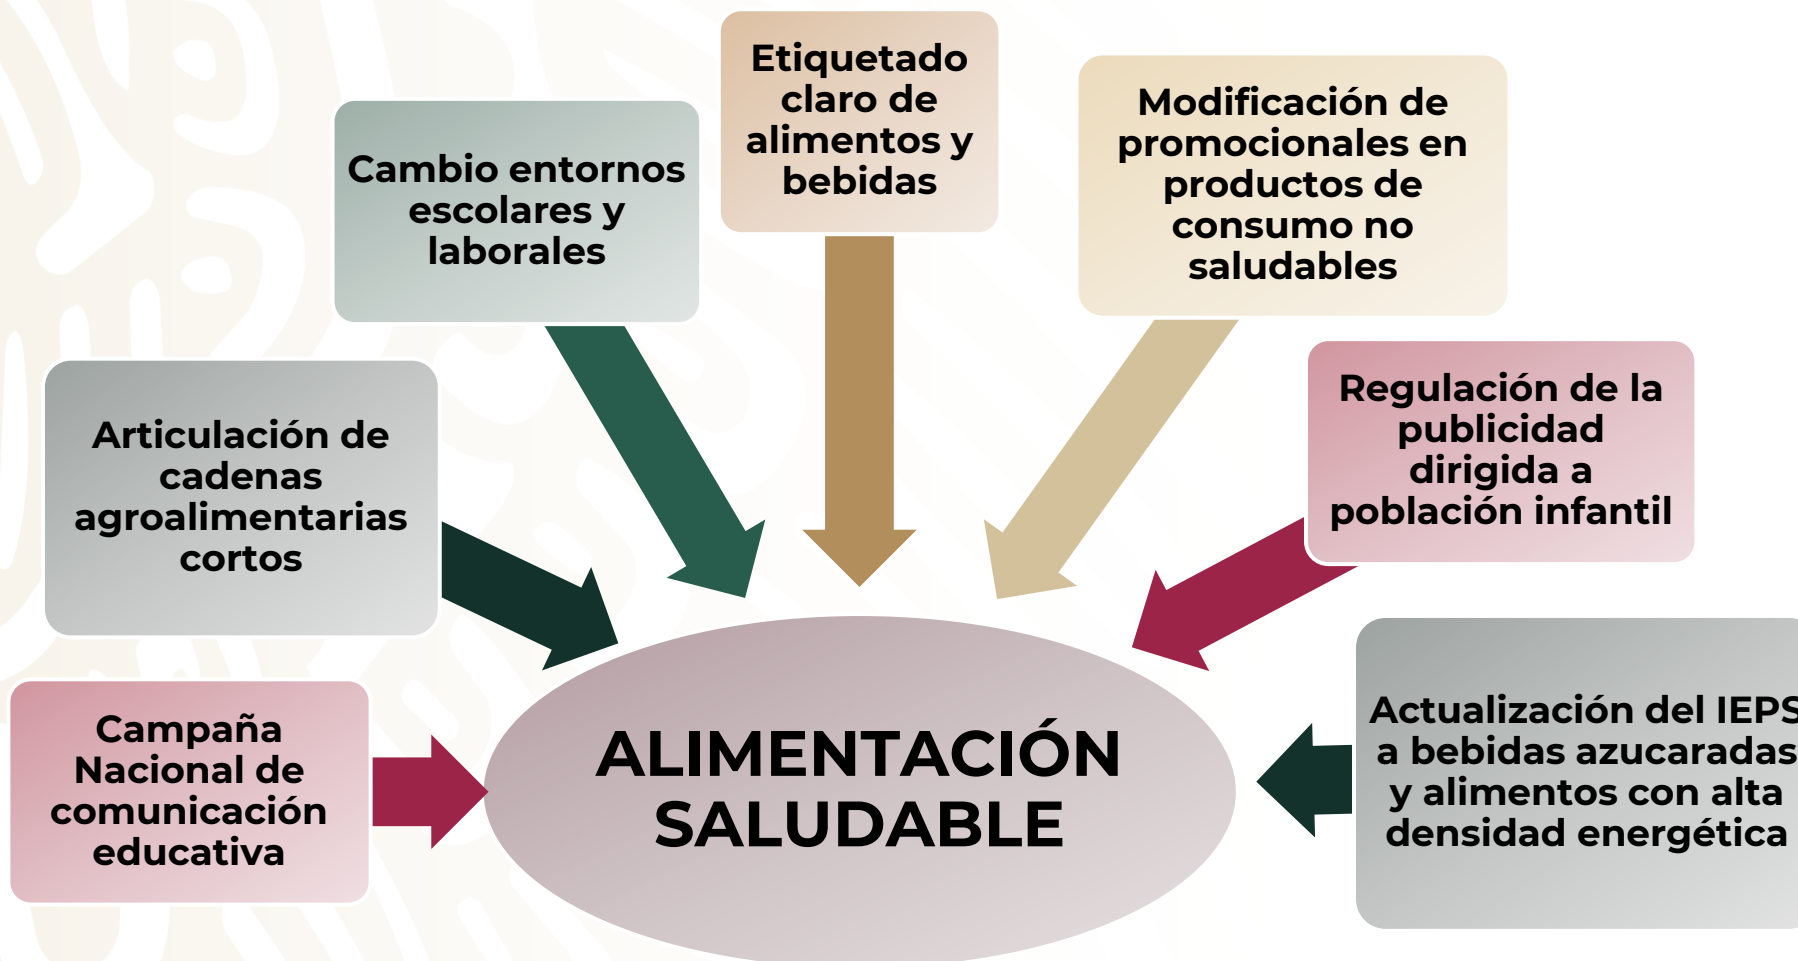 Etiquetado
claro de
alimentos y
bebidas
Modificación de
promocionales en
productos de
consumo no
saludables
Cambio entornos
escolares y
laborales
Regulación de la
publicidad
dirigida a
población infantil
Articulación de
cadenas
agroalimentarias
cortos
Campaña
Nacional de
comunicación
educativa
ALIMENTACIÓN
SALUDABLE
Actualización del IEPS
a bebidas azucaradas
y alimentos con alta
densidad energética